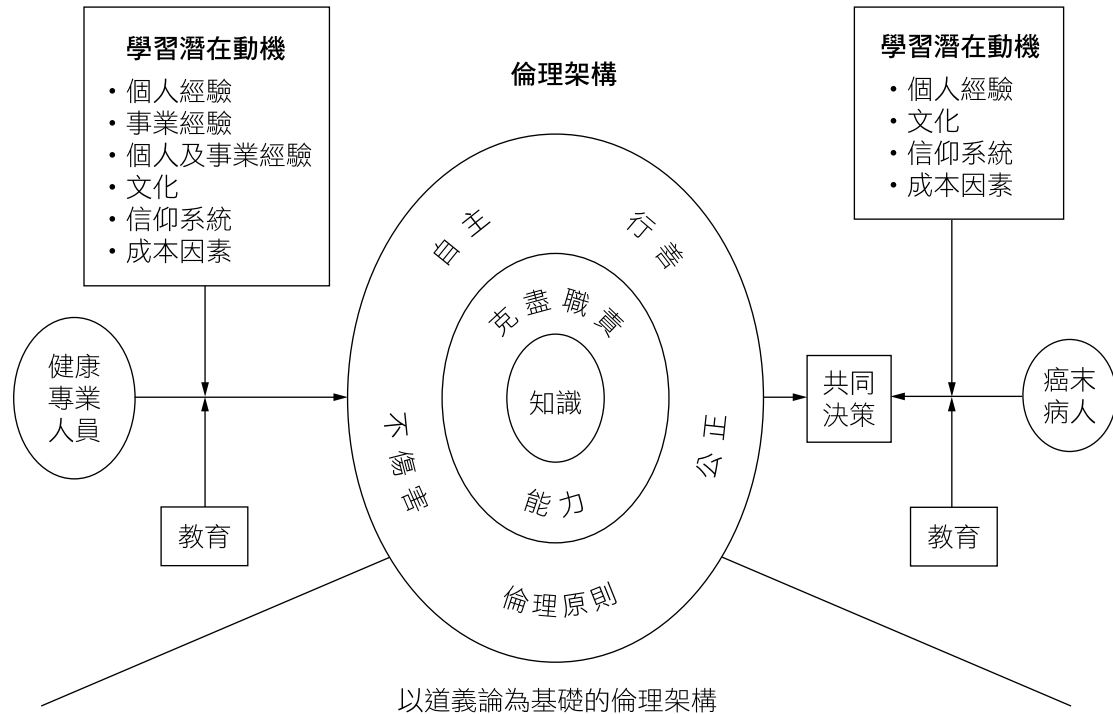 學習潛在動機
・個人經驗
・事業經驗
・個人及事業經驗
・文化
・信仰系統
・成本因素
倫理架構
學習潛在動機
・個人經驗
・文化
・信仰系統
・成本因素
自主
行善
克盡職責
知識
能力
不傷害
公正
倫理原則
健康
專業
人員
教育
共同
決策
癌末
病人
教育
以道義論為基礎的倫理架構